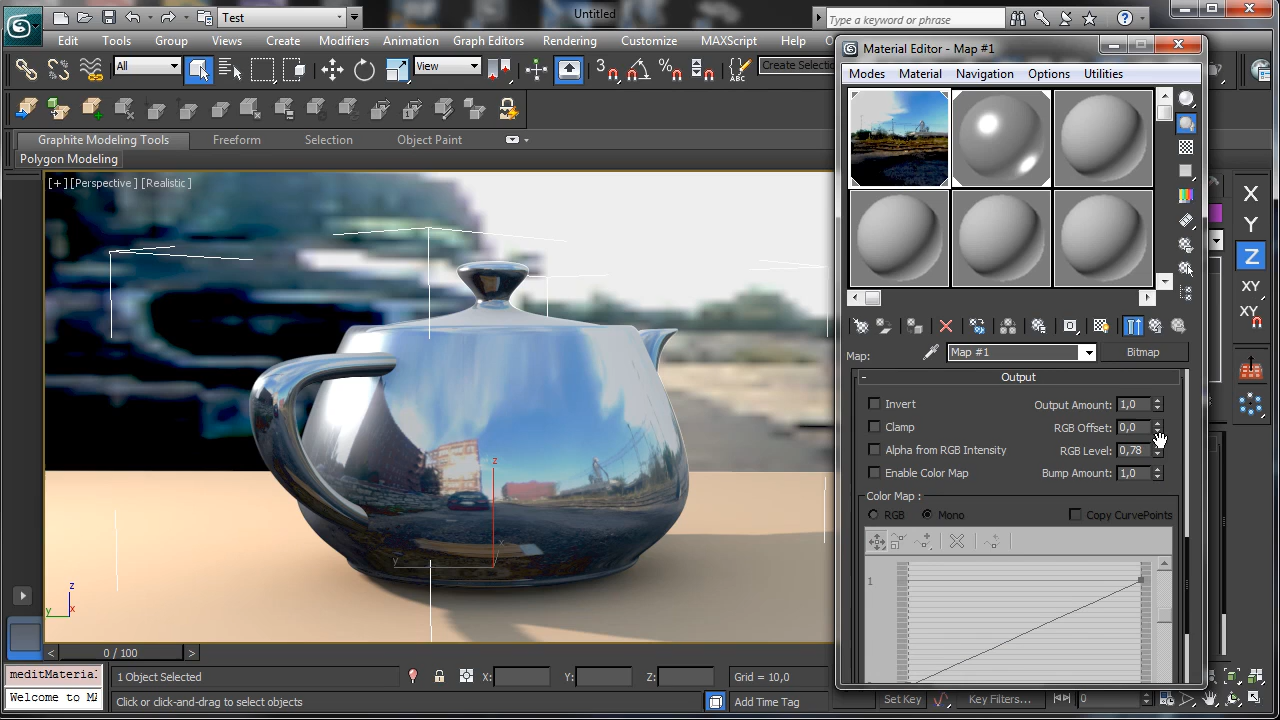 Test
Untitled
Type a keyword or phrase
Edit Tools Group Views Create Modifiers Animation Graph Editors Rendering Customize MAXScript Help
All
View
3
%
ABC
Create Selectio
Graphite Modeling Tools Freeform Selection Object Paint
Polygon Modeling
[+] [Perspective] [Realistic]
z
y
z
x
y
0 / 100
meditMateria
Welcome to MA
1 Object Selected
Click or click-and-drag to select objects
X:
Y:
Z:
Grid = 10,0
Add Time Tag
Set Key
Key Filters...
0
Material Editor - Map #1
Modes Material Navigation Options Utilities
Map:
Map #1
Bitmap
- Output
Invert
Output Amount: 1,0
Clamp
RGB Offset: 0,0
Alpha from RGB Intensity
RGB Level: 0,78
Enable Color Map
Bump Amount: 1,0
Color Map :
RGB
Mono
Copy CurvePoints
1
X
Y
Z
XY
XY